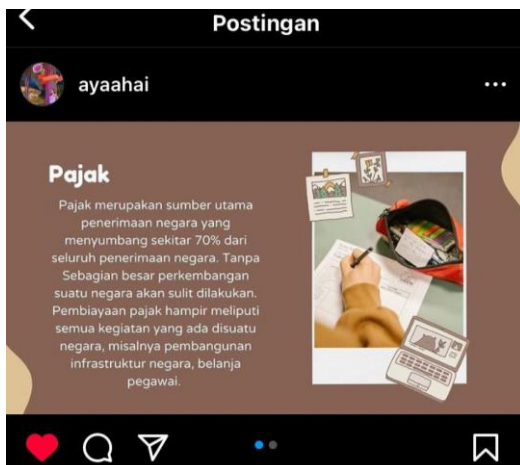 Postingan
ayaahai
Pajak
Pajak merupakan sumber utama
penerimaan negara yang
menyumbang sekitar 70% dari
seluruh penerimaan negara. Tanpa
Sebagian besar perkembangan
suatu negara akan sulit dilakukan.
Pembiayaan pajak hampir meliputi
semua kegiatan yang ada disuatu
negara, misalnya pembangunan
infrastruktur negara, belanja
pegawai.